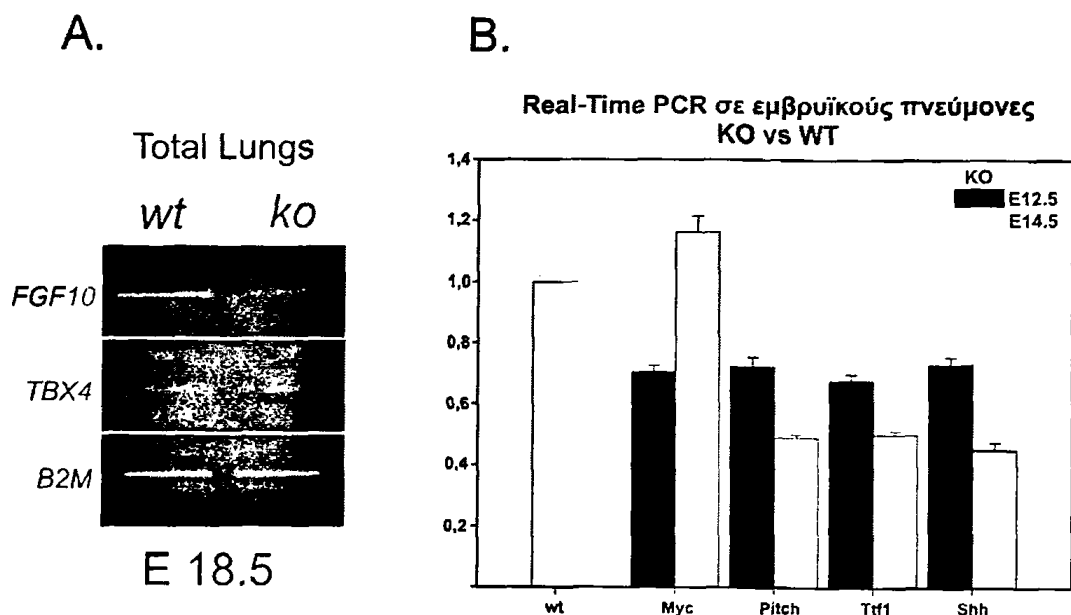 A.
Total Lungs
wt ko
FGF10
TBX4
B2M
E 18.5
B.
Real-Time PCR σε εμβρυϊκούς πνεύμονες
KO vs WT
1,4
1,2
1,0
0,8
0,6
0,4
0,2
KO
E12.5
E14.5
wt Myc Pitch Ttf1 Shh